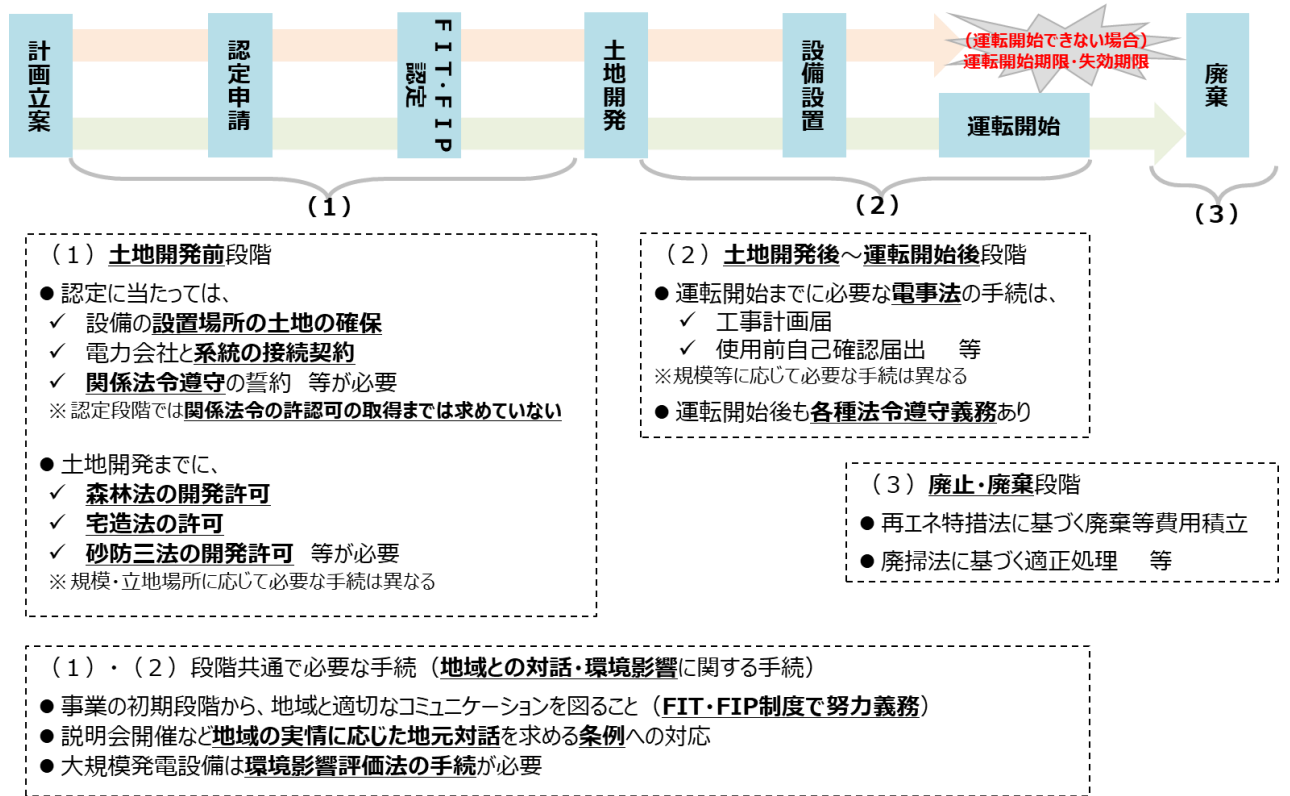 計画立案
認定申請
FIT・FIP
認定
土地開発
設備設置
(運転開始できない場合)
運転開始期限・失効期限
運転開始
廃棄
(1)
(2)
(3)
(1)土地開発前段階
●認定に当たっては、
✓ 設備の設置場所の土地の確保
✓ 電力会社と系統の接続契約
✓ 関係法令遵守の誓約 等が必要
※認定段階では関係法令の許認可の取得までは求めていない
●土地開発までに、
✓ 森林法の開発許可
✓ 宅造法の許可
✓ 砂防三法の開発許可 等が必要
※規模・立地場所に応じて必要な手続は異なる
(2)土地開発後～運転開始後段階
●運転開始までに必要な電事法の手続は、
✓ 工事計画届
✓ 使用前自己確認届出 等
※規模等に応じて必要な手続は異なる
●運転開始後も各種法令遵守義務あり
(3)廃止・廃棄段階
●再エネ特措法に基づく廃棄等費用積立
●廃掃法に基づく適正処理 等
(1)・(2)段階共通で必要な手続(地域との対話・環境影響に関する手続)
●事業の初期段階から、地域と適切なコミュニケーションを図ること(FIT・FIP制度で努力義務)
●説明会開催など地域の実情に応じた地元対話を求める条例への対応
●大規模発電設備は環境影響評価法の手続が必要